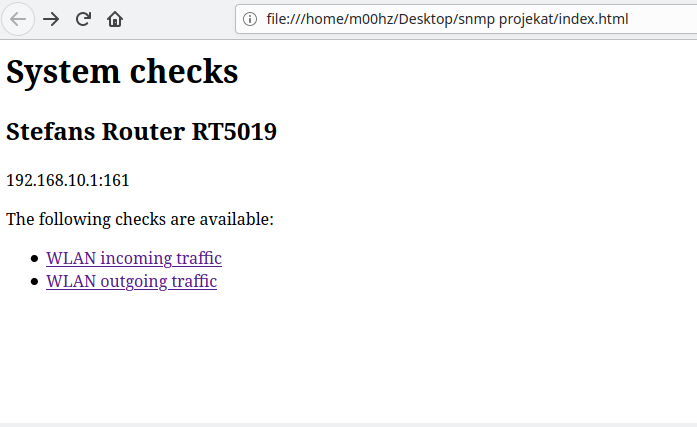 file:///home/m00hz/Desktop/snmp projekat/index.html
System checks
Stefans Router RT5019
192.168.10.1:161
The following checks are available:
WLAN incoming traffic
WLAN outgoing traffic